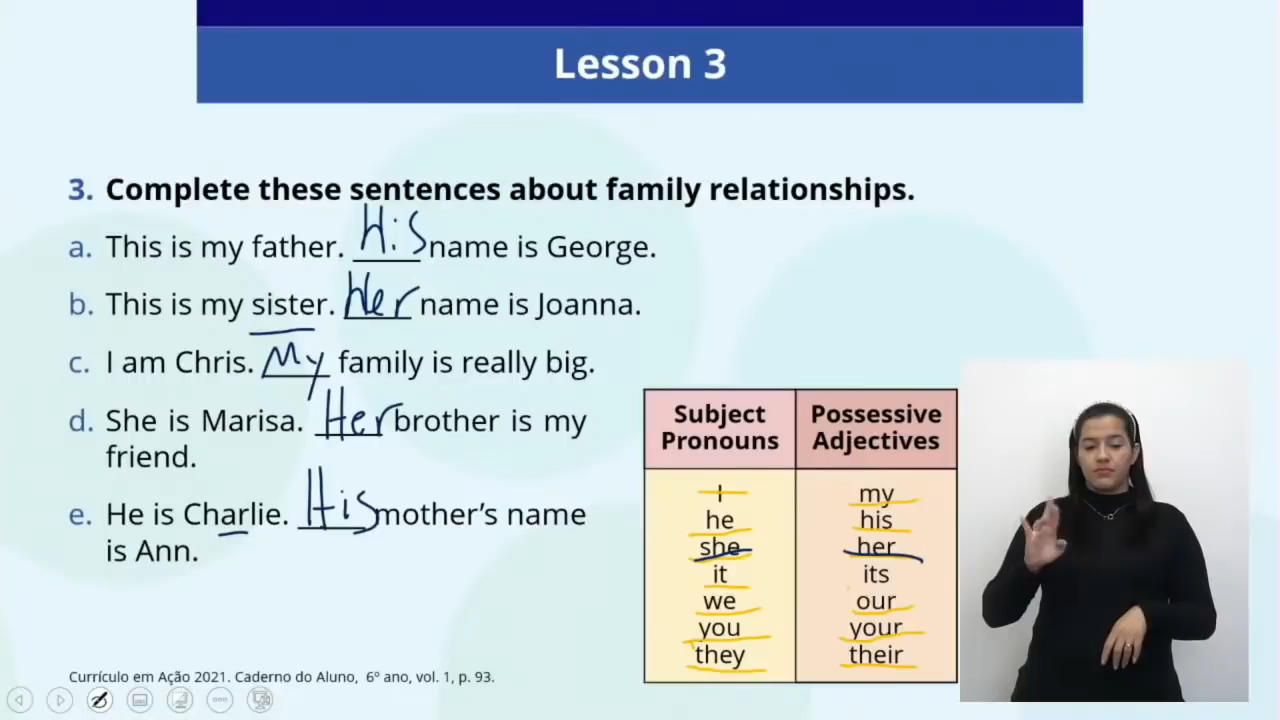 Lesson 3
3. Complete these sentences about family relationships.
a. This is my father. His name is George.
b. This is my sister. Her name is Joanna.
c. I am Chris. My family is really big.
d. She is Marisa. Her brother is my
friend.
e. He is Charlie. His mother's name
is Ann.
Subject Pronouns
Possessive Adjectives
I my
he his
she her
it its
we our
you your
they their
Currículo em Ação 2021. Caderno do Aluno, 6º ano, vol. 1, p. 93.